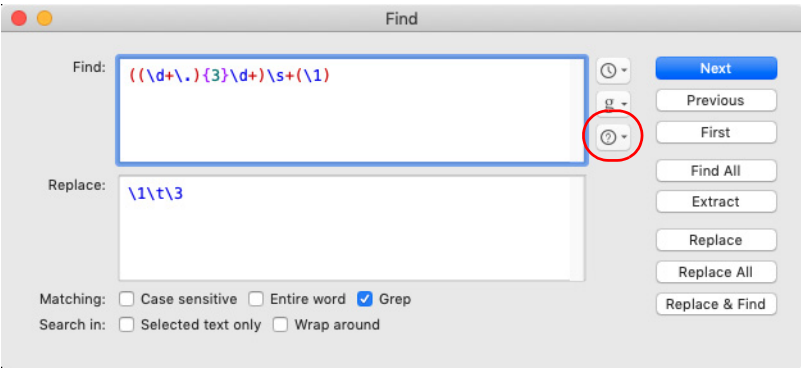 Find
Find:
((\d+\.){3}\d+)\s+(\1)
g
?
Next
Previous
First
Find All
Extract
Replace:
\1\t\3
Replace
Replace All
Replace & Find
Matching: Case sensitive Entire word Grep
Search in: Selected text only Wrap around